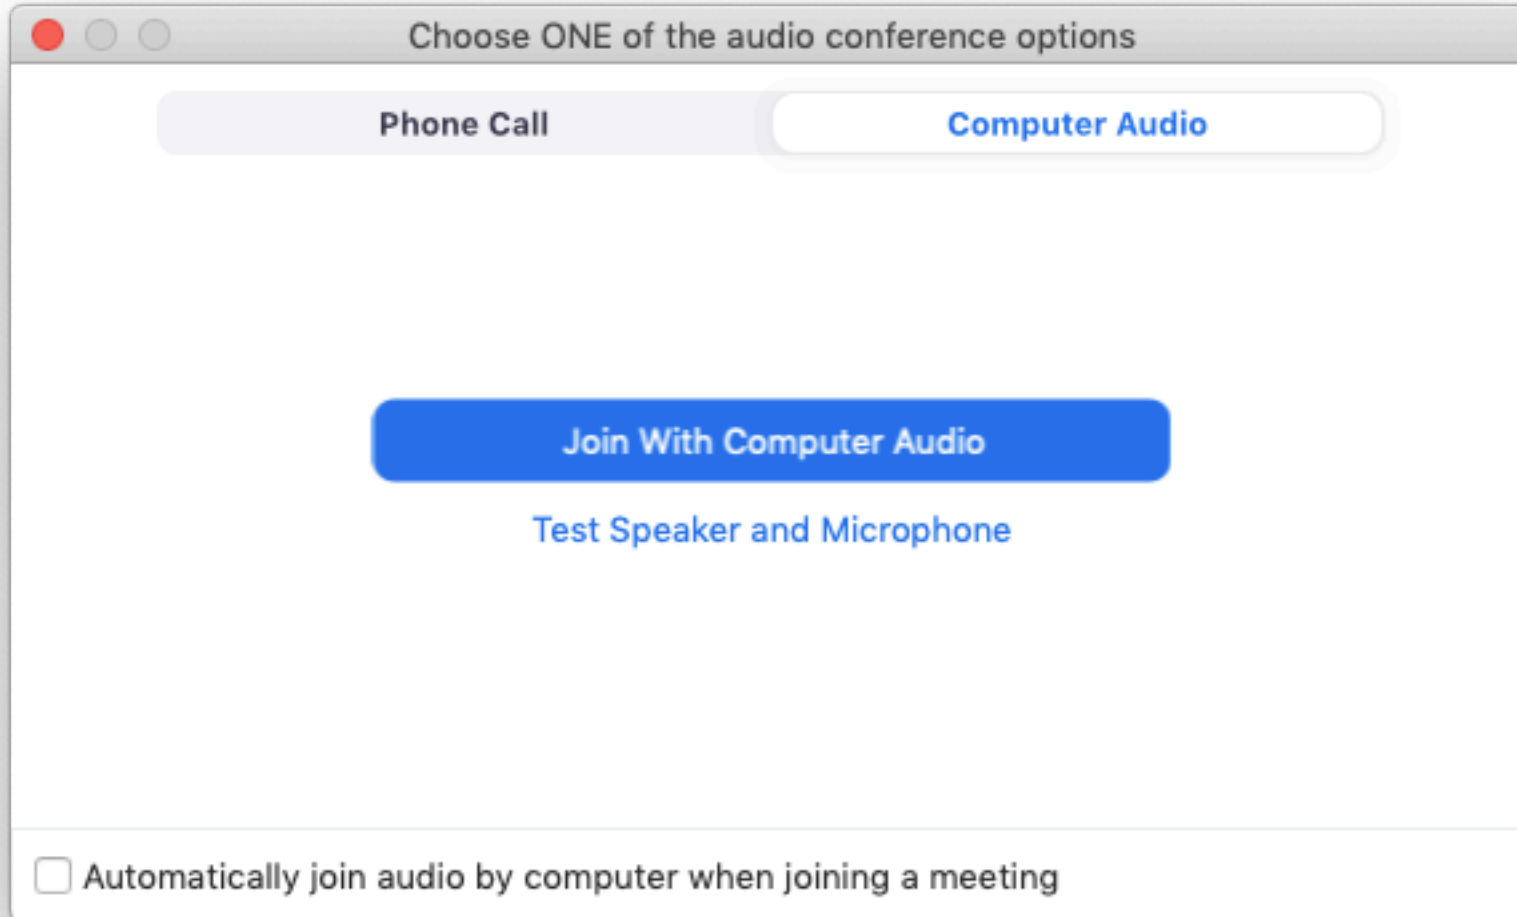 Choose ONE of the audio conference options
Phone Call
Computer Audio
Join With Computer Audio
Test Speaker and Microphone
Automatically join audio by computer when joining a meeting